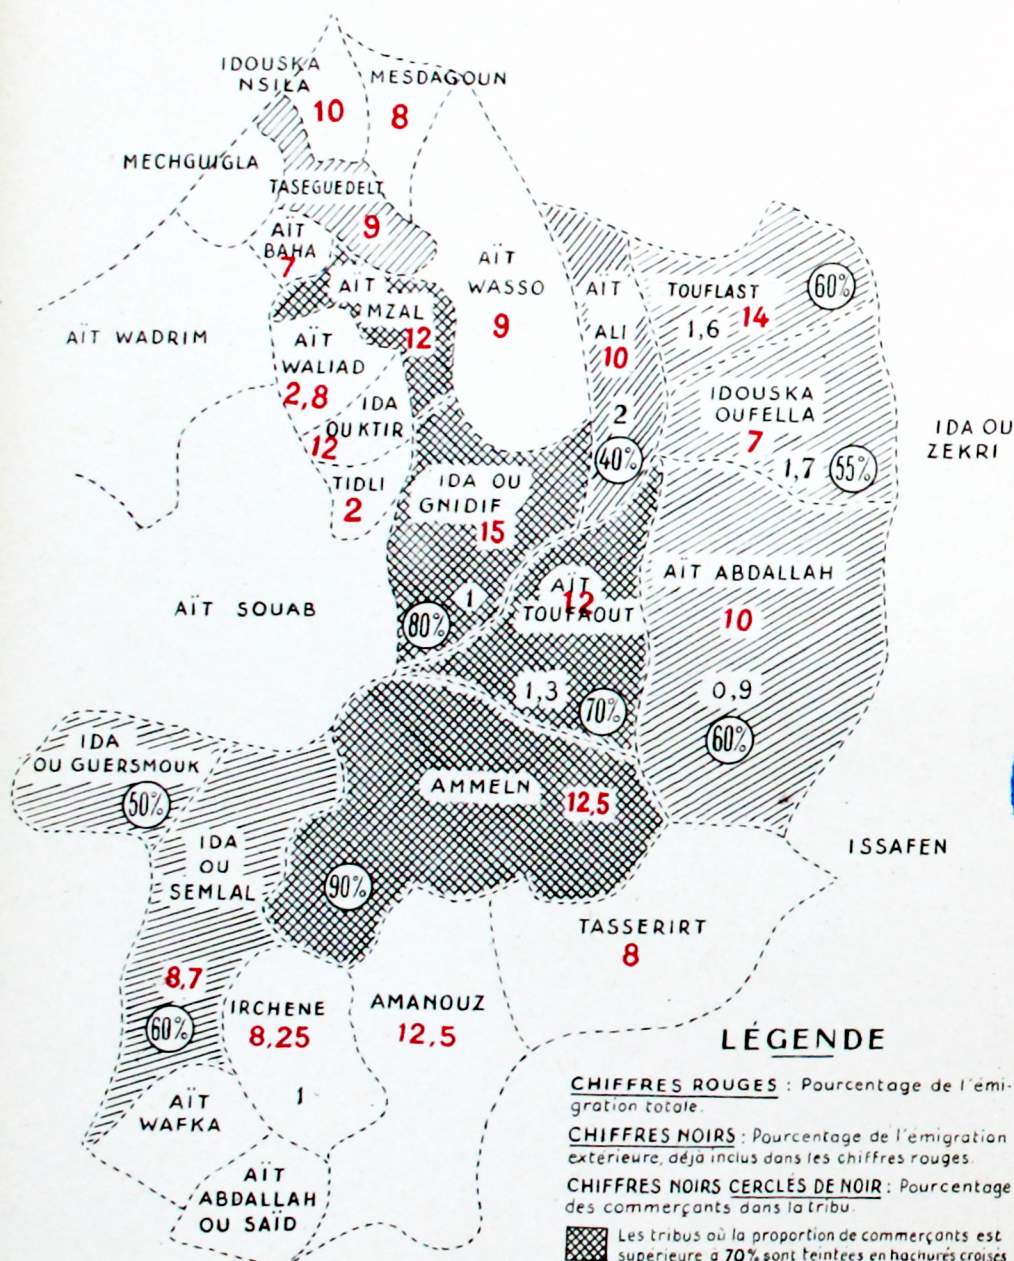 IDOUSKA
NSILA
10
MESDAGOUN
8
MECHGUIGLA
TASEGUEDELT
9
AÏT
BAHA
7
AÏT
MZAL
12
AÏT
WASSO
9
AÏT
ALI
10
2
40%
TOUFLAST
1,6 14
60%
AÏT WADRIM
AÏT
WALIAD
2,8
IDA
OU KTIR
12
TIDLI
2
IDOUSKA
OUFELLA
7
1,7 55%
IDA OU
ZEKRI
IDA OU
GNIDIF
15
1
80%
AÏT
12
TOUFAOUT
1,3 70%
AÏT ABDALLAH
10
0,9
60%
AÏT SOUAB
IDA
OU GUERSMOUK
50%
AMMELN
12,5
90%
IDA
OU
SEMLAL
8,7
60%
ISSAFEN
TASSERIRT
8
IRCHENE
8,25
1
AMANOUZ
12,5
AÏT
WAFKA
AÏT
ABDALLAH
OU SAÏD
LÉGENDE
CHIFFRES ROUGES : Pourcentage de l'émi-
gration totale.
CHIFFRES NOIRS : Pourcentage de l'émigration
extérieure, déjà inclus dans les chiffres rouges.
CHIFFRES NOIRS CERCLÉS DE NOIR : Pourcentage
des commerçants dans la tribu.
Les tribus où la proportion de commerçants est
supérieure à 70% sont teintées en hachures croisées